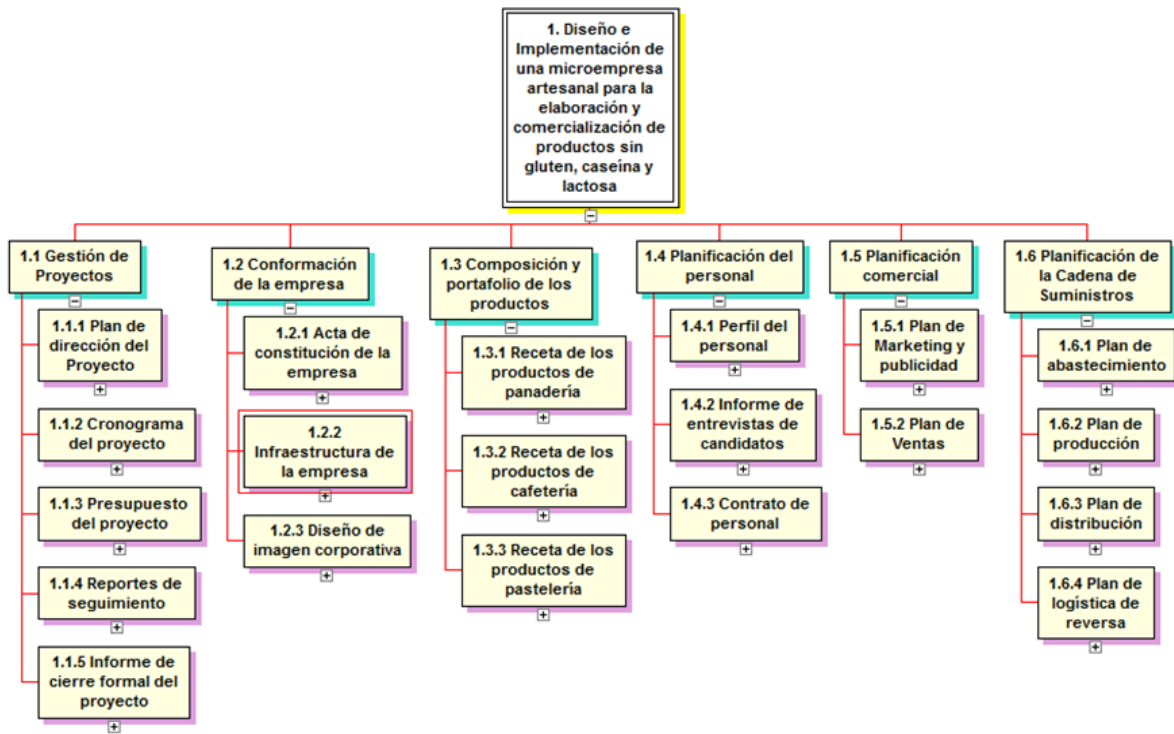 1. Diseño e
Implementación de
una microempresa
artesanal para la
elaboración y
comercialización de
productos sin
gluten, caseína y
lactosa
1.1 Gestión de
Proyectos
1.1.1 Plan de
dirección del
Proyecto
1.1.2 Cronograma
del proyecto
1.1.3 Presupuesto
del proyecto
1.1.4 Reportes de
seguimiento
1.1.5 Informe de
cierre formal del
proyecto
1.2 Conformación
de la empresa
1.2.1 Acta de
constitución de la
empresa
1.2.2
Infraestructura de
la empresa
1.2.3 Diseño de
imagen corporativa
1.3 Composición y
portafolio de los
productos
1.3.1 Receta de los
productos de
panadería
1.3.2 Receta de los
productos de
cafetería
1.3.3 Receta de los
productos de
pastelería
1.4 Planificación del
personal
1.4.1 Perfil del
personal
1.4.2 Informe de
entrevistas de
candidatos
1.4.3 Contrato de
personal
1.5 Planificación
comercial
1.5.1 Plan de
Marketing y
publicidad
1.5.2 Plan de
Ventas
1.6 Planificación de
la Cadena de
Suministros
1.6.1 Plan de
abastecimiento
1.6.2 Plan de
producción
1.6.3 Plan de
distribución
1.6.4 Plan de
logística de
reversa